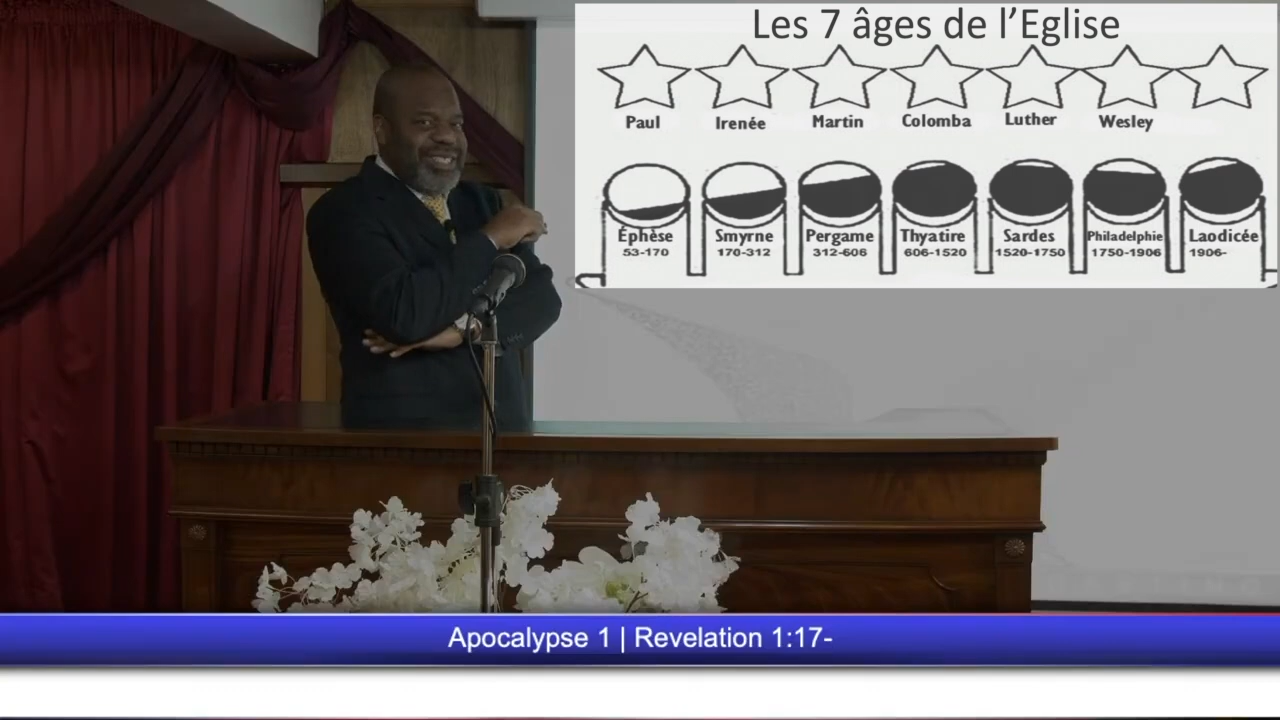 Les 7 âges de l’Eglise
Paul Irenée Martin Colomba Luther Wesley
Éphèse Smyrne Pergame Thyatire Sardes Philadelphie Laodicée
53-170 170-312 312-606 606-1520 1520-1750 1750-1906 1906-
Apocalypse 1 | Revelation 1:17-